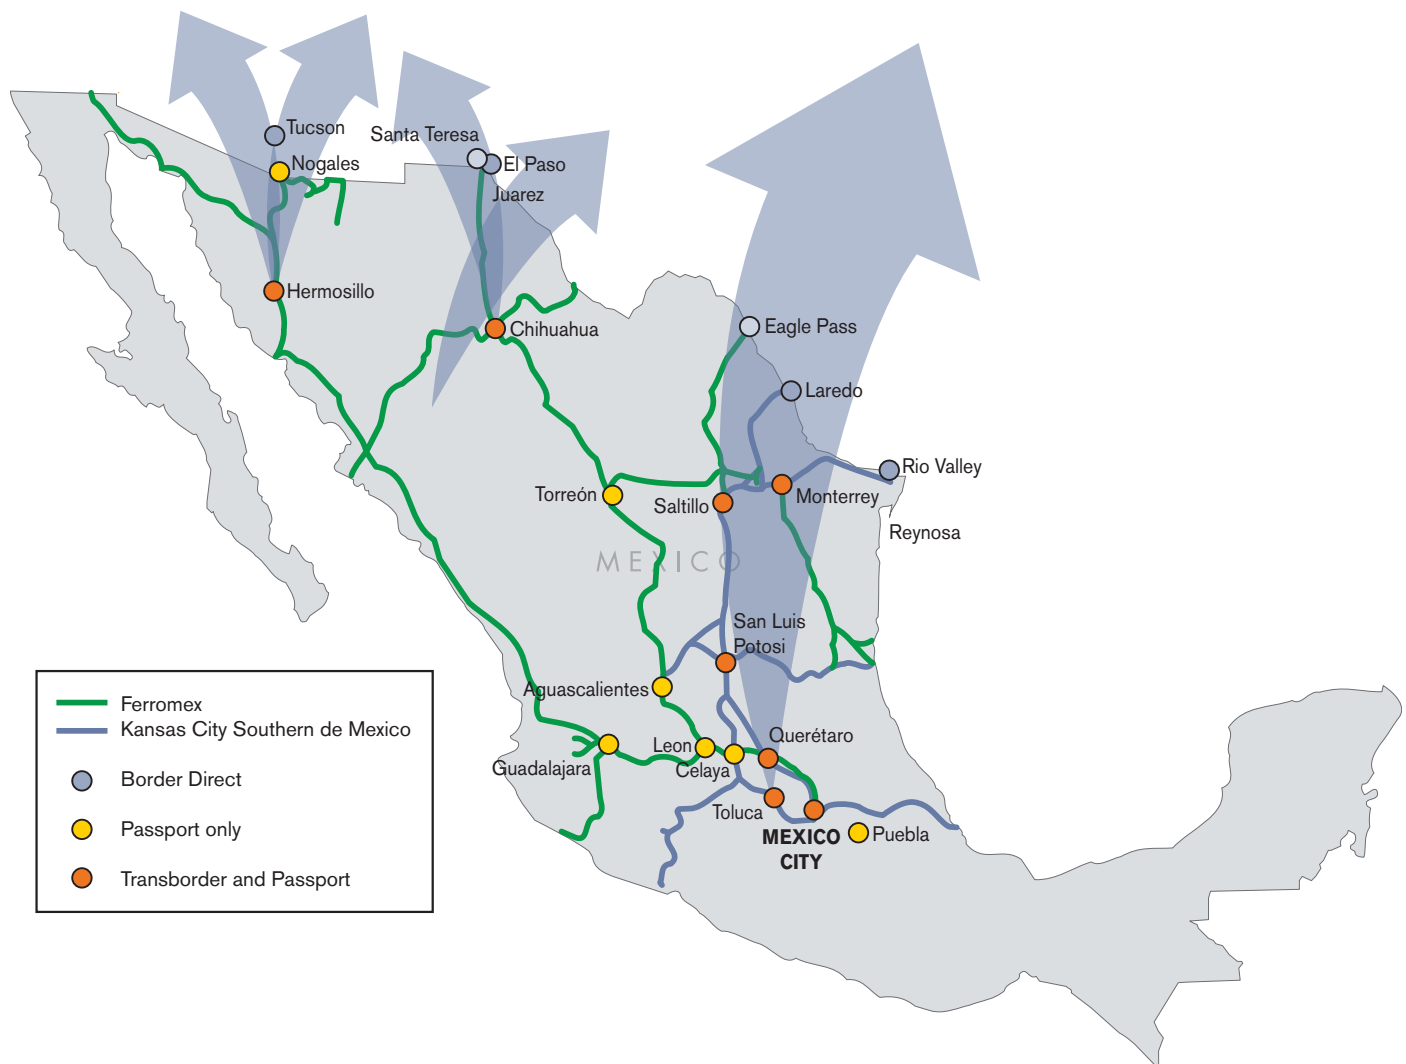 Tucson
Santa Teresa
Nogales
El Paso
Juarez
Hermosillo
Chihuahua
Eagle Pass
Laredo
Rio Valley
Torreón
Saltillo
Monterrey
Reynosa
MEXICO
San Luis
Potosi
Aguascalientes
Querétaro
Leon
Celaya
Guadalajara
Toluca
MEXICO
CITY
Puebla
Ferromex
Kansas City Southern de Mexico
Border Direct
Passport only
Transborder and Passport